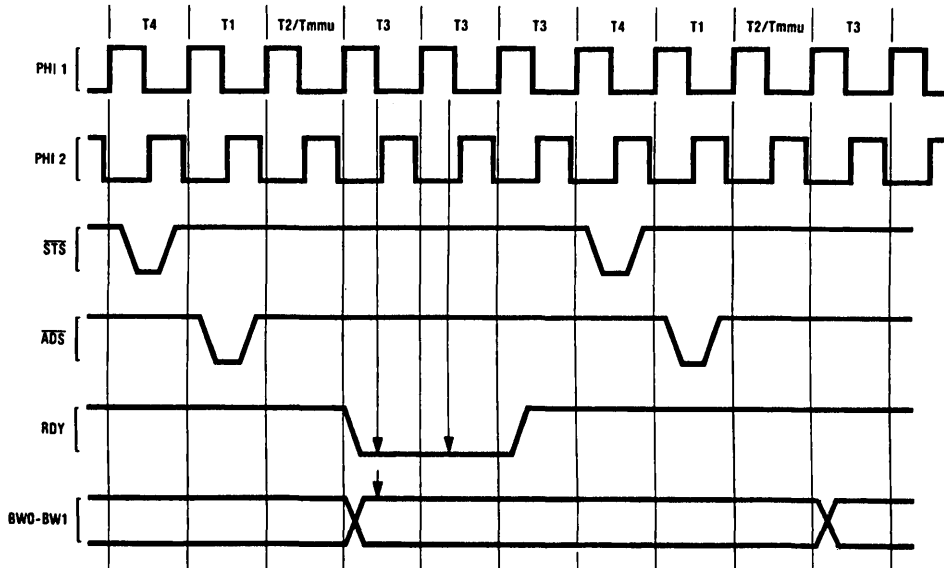 T4 T1 T2/Tmmu T3 T3 T3 T4 T1 T2/Tmmu T3
PHI 1
PHI 2
STS
ADS
RDY
BW0-BW1